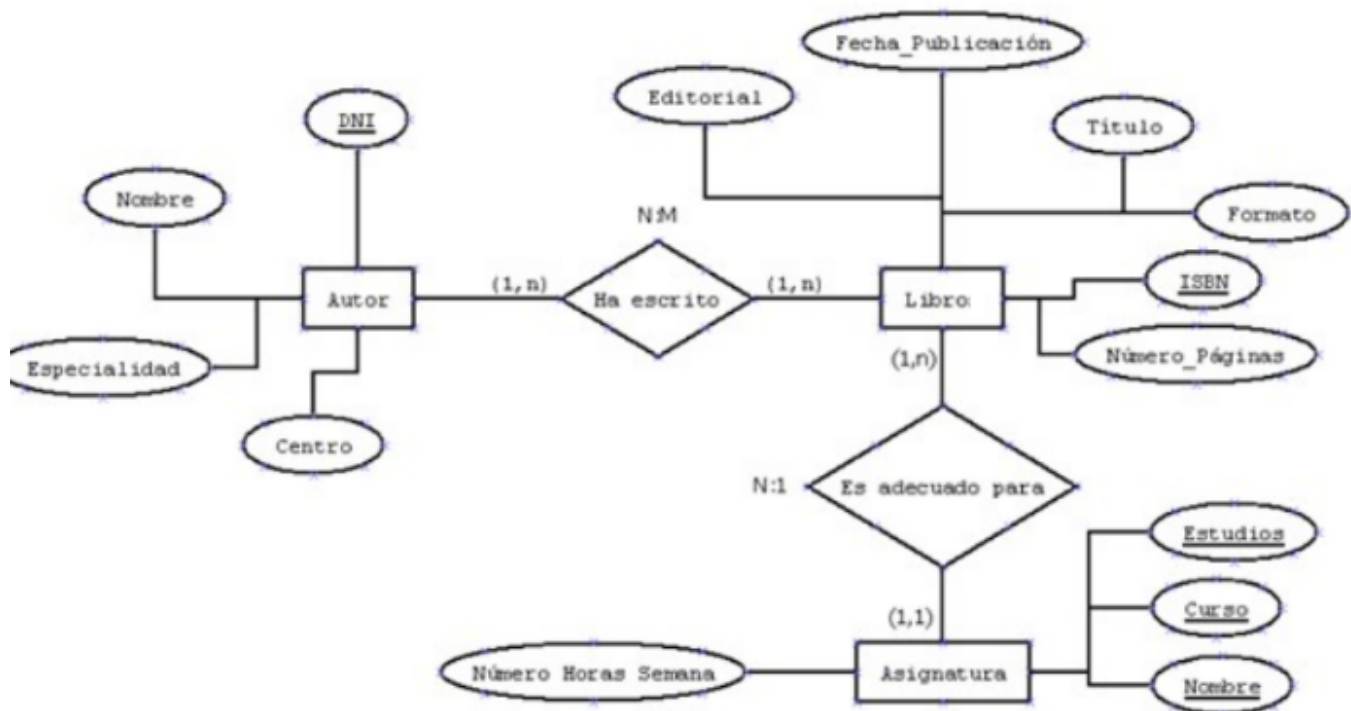 Fecha_Publicación
Editorial
DNI
Título
Nombre
Formato
N:M
ISBN
Autor
(1,n)
Ha escrito
(1,n)
Libro
Número_Páginas
Especialidad
(1,n)
Centro
N:1
Es adecuado para
Estudios
Curso
(1,1)
Número Horas Semana
Asignatura
Nombre